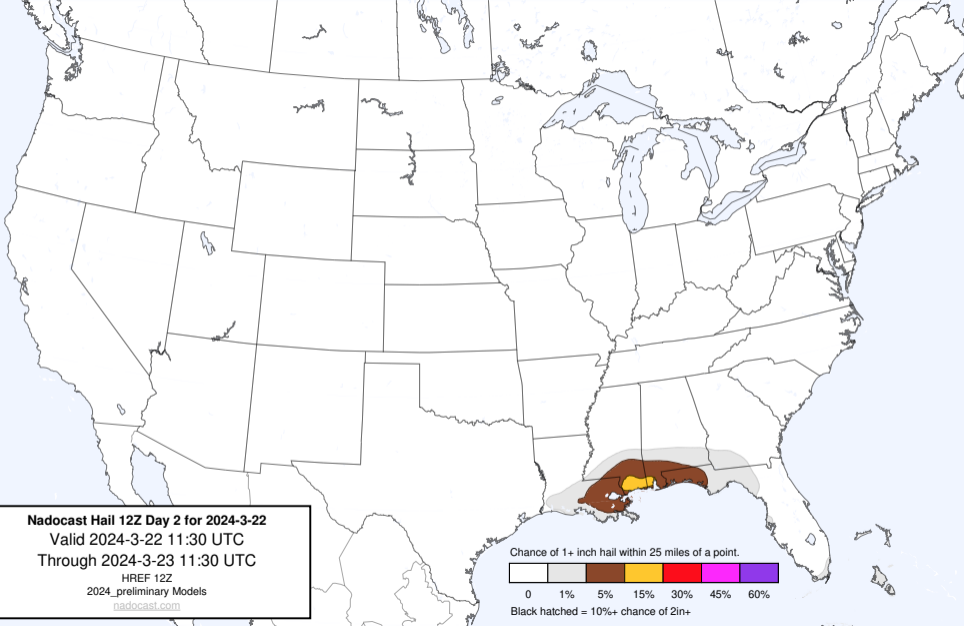 Nadocast Hail 12Z Day 2 for 2024-3-22
Valid 2024-3-22 11:30 UTC
Through 2024-3-23 11:30 UTC
HREF 12Z
2024_preliminary Models
nadocast.com
Chance of 1+ inch hail within 25 miles of a point.
0 1% 5% 15% 30% 45% 60%
Black hatched = 10%+ chance of 2in+